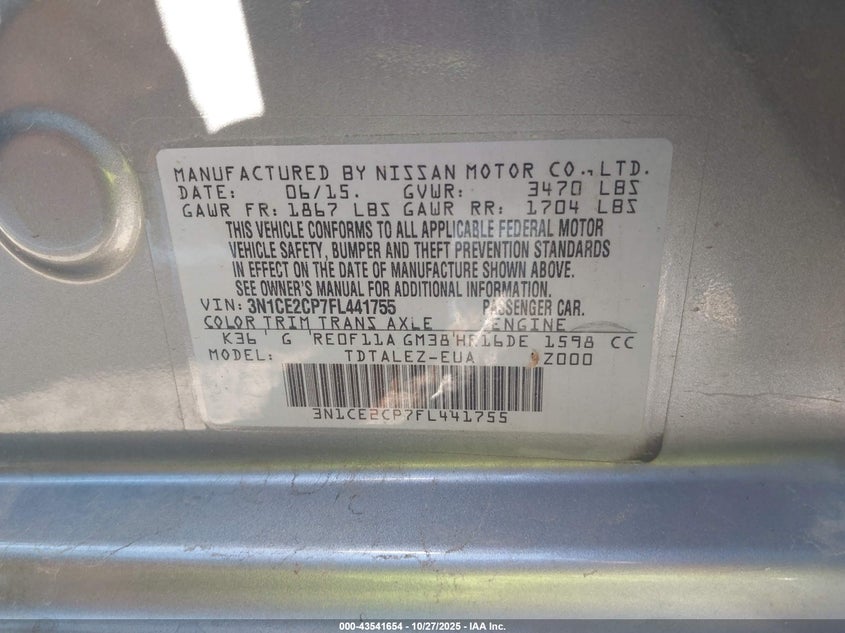 MANUFACTURED BY NISSAN MOTOR CO., LTD.
DATE: 06/15. GVWR: 3470 LBS
GAWR FR: 1867 LBS GAWR RR: 1704 LBS
THIS VEHICLE CONFORMS TO ALL APPLICABLE FEDERAL MOTOR
VEHICLE SAFETY, BUMPER AND THEFT PREVENTION STANDARDS
IN EFFECT ON THE DATE OF MANUFACTURE SHOWN ABOVE.
SEE OWNER'S MANUAL FOR ADDITIONAL INFORMATION.
VIN: 3N1CE2CP7FL441755 PASSENGER CAR.
COLOR TRIM TRANS AXLE ENGINE
K36 G RE0F11A GM38 HR16DE 1598 CC
MODEL: TDTALEZ-EUA Z000
3N1CE2CP7FL441755
000-43541654 - 10/27/2025 - IAA Inc.